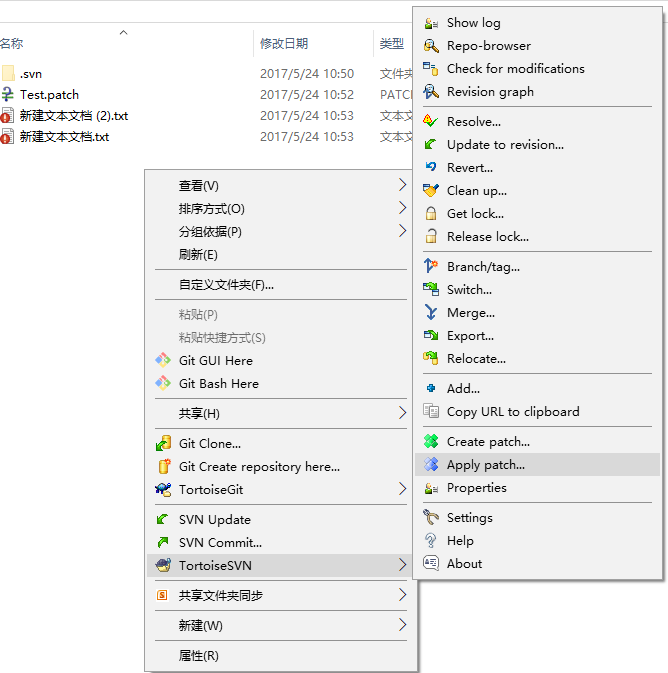 名称 修改日期 类型
.svn 2017/5/24 10:50 文件夹
Test.patch 2017/5/24 10:52 PATC
新建文本文档 (2).txt 2017/5/24 10:53 文本文
新建文本文档.txt 2017/5/24 10:53 文本文
查看(V)
排序方式(O)
分组依据(P)
刷新(E)
自定义文件夹(F)...
粘贴(P)
粘贴快捷方式(S)
Git GUI Here
Git Bash Here
共享(H)
Git Clone...
Git Create repository here...
TortoiseGit
SVN Update
SVN Commit...
TortoiseSVN
共享文件夹同步
新建(W)
属性(R)
Show log
Repo-browser
Check for modifications
Revision graph
Resolve...
Update to revision...
Revert...
Clean up...
Get lock...
Release lock...
Branch/tag...
Switch...
Merge...
Export...
Relocate...
Add...
Copy URL to clipboard
Create patch...
Apply patch...
Properties
Settings
Help
About